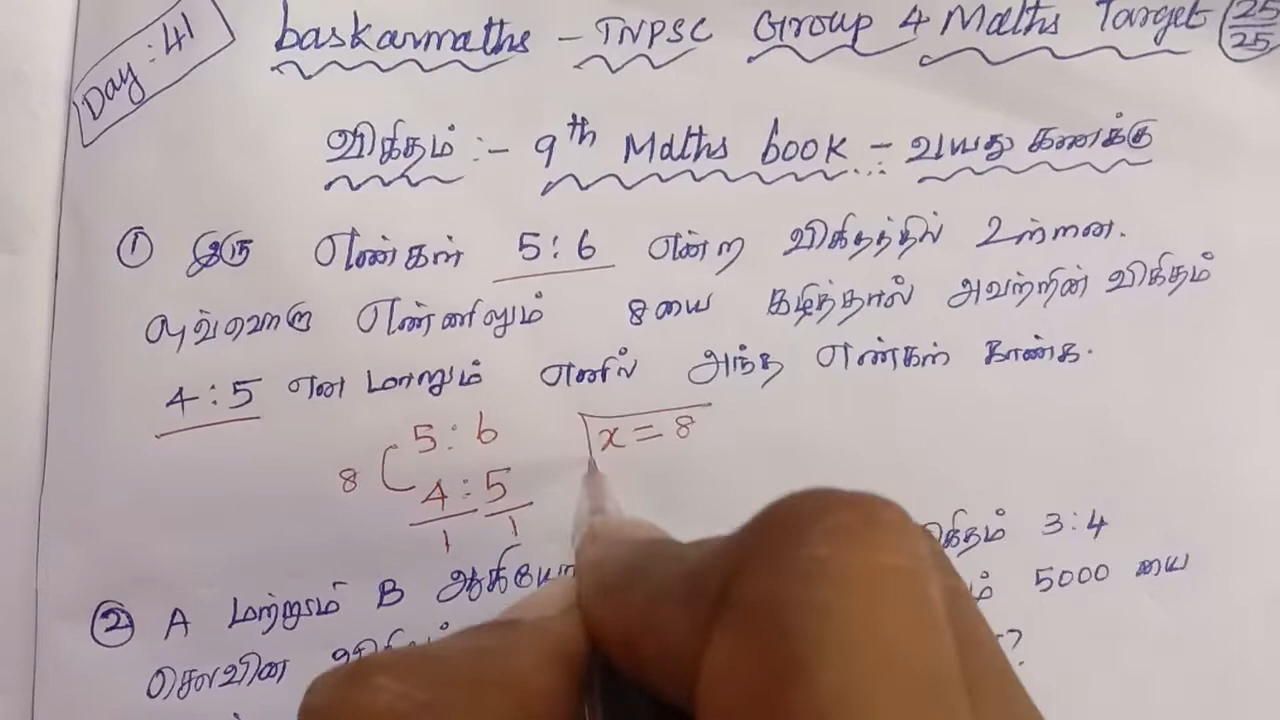 Day : 41
baskarmaths - TNPSC Group 4 Maths Target 25/25
விகிதம் :- 9th Maths book - வயது கணக்கு
① இரு எண்கள் 5 : 6 என்ற விகிதத்தில் உள்ளன.
ஒவ்வொரு எண்ணிலும் 8யை கழித்தால் அவற்றின் விகிதம்
4 : 5 என மாறும் எனில் அந்த எண்கள் காண்க.
5 : 6 x = 8
8 4 : 5
1 1
② A மற்றும் B 3 : 4
5000 யை